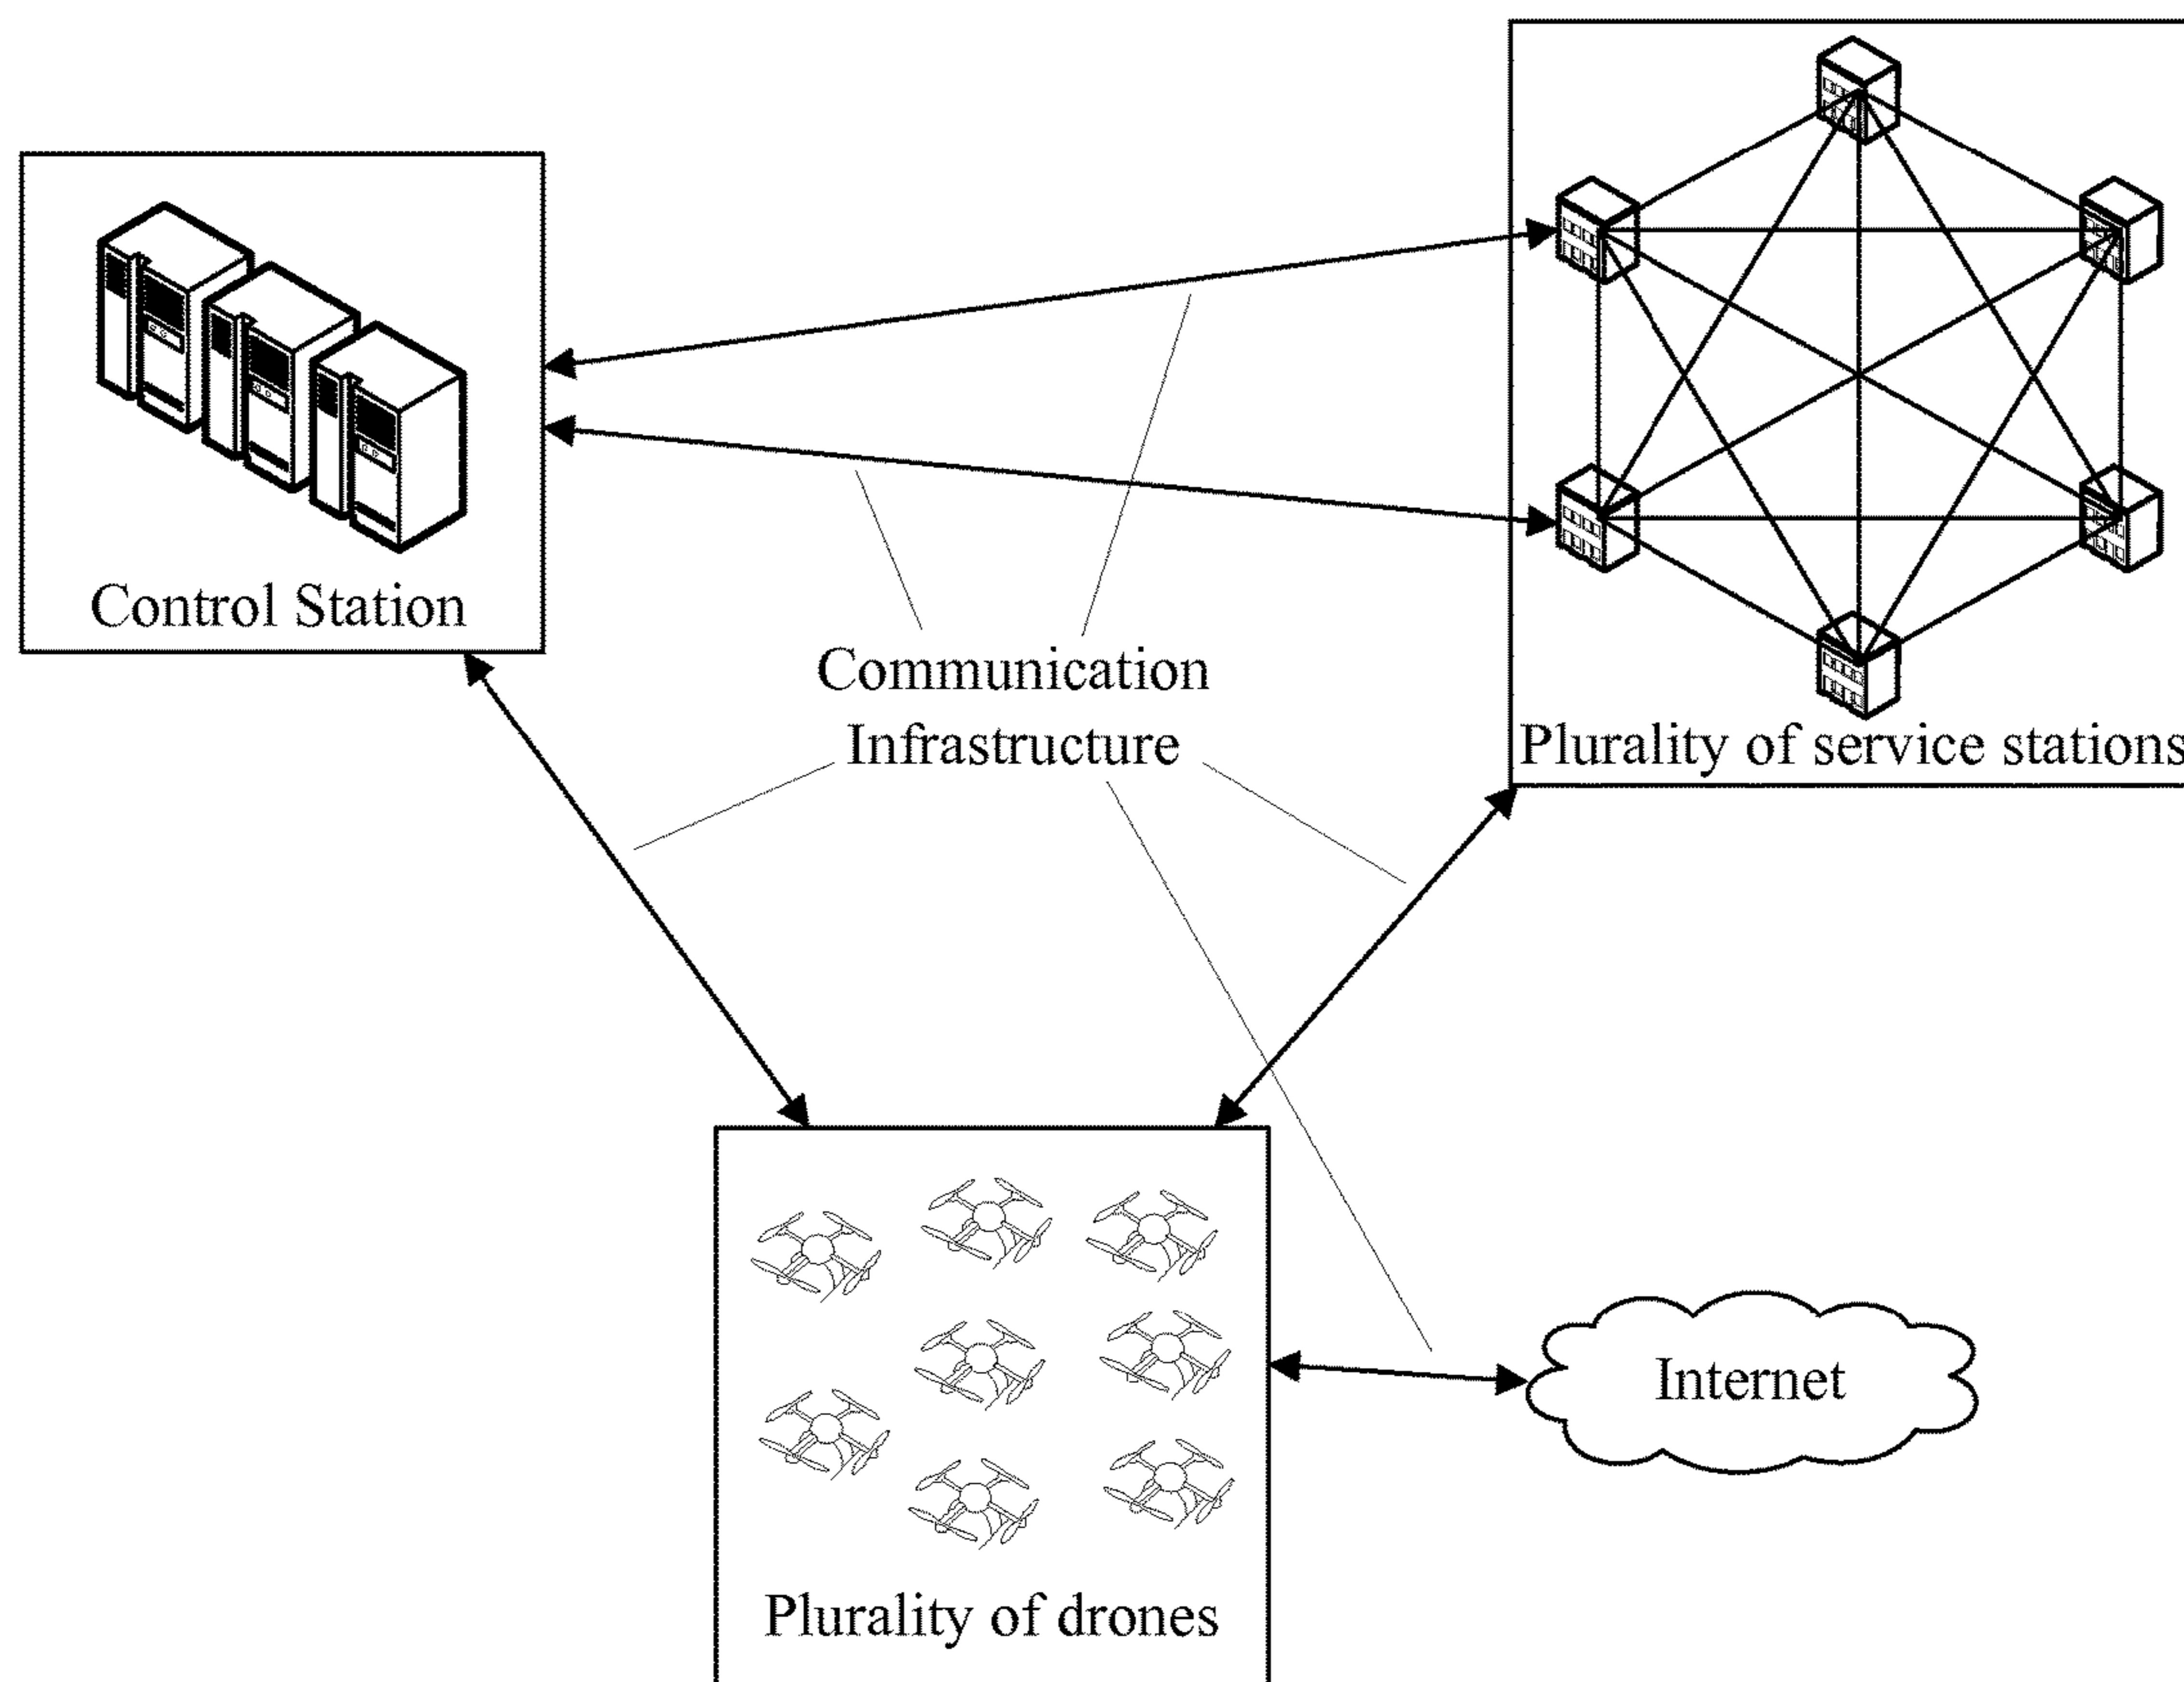 Control Station
Communication
Infrastructure
Plurality of service stations
Internet
Plurality of drones